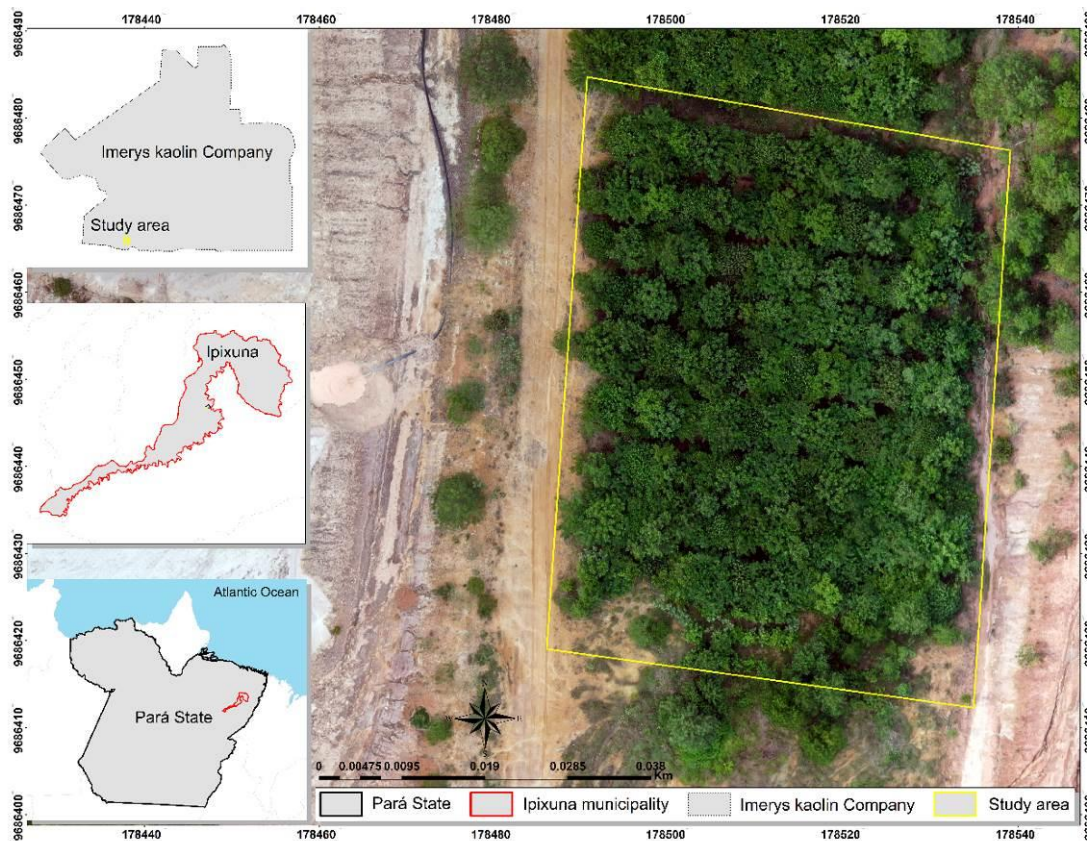 178440 178460 178480 178500 178520 178540
9686490
9686480
Imerys kaolin Company
9686470
Study area
9686460
Ipixuna
9686450
9686440
9686430
Atlantic Ocean
9686420
Pará State
9686410
0 0.00475 0.0095 0.019 0.0285 0.038
Km
9686400
Pará State Ipixuna municipality Imerys kaolin Company Study area
178440 178460 178480 178500 178520 178540